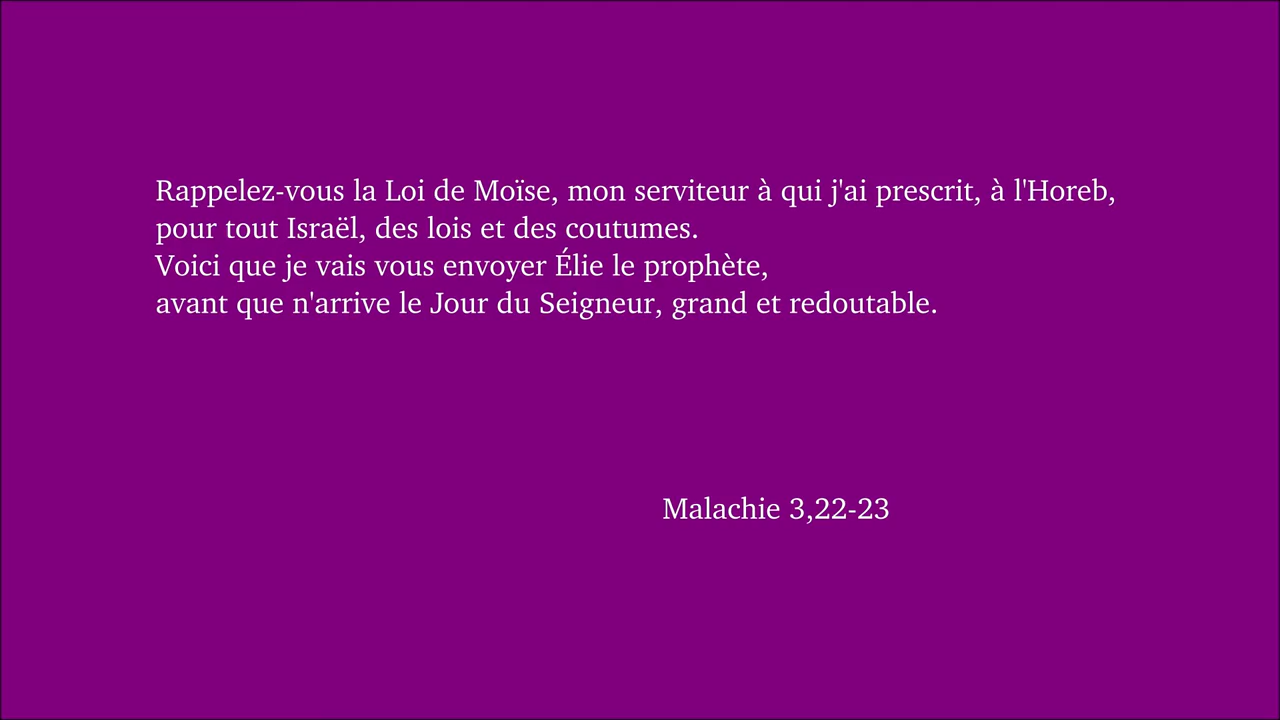 Rappelez-vous la Loi de Moïse, mon serviteur à qui j'ai prescrit, à l'Horeb,
pour tout Israël, des lois et des coutumes.
Voici que je vais vous envoyer Élie le prophète,
avant que n'arrive le Jour du Seigneur, grand et redoutable.
Malachie 3,22-23